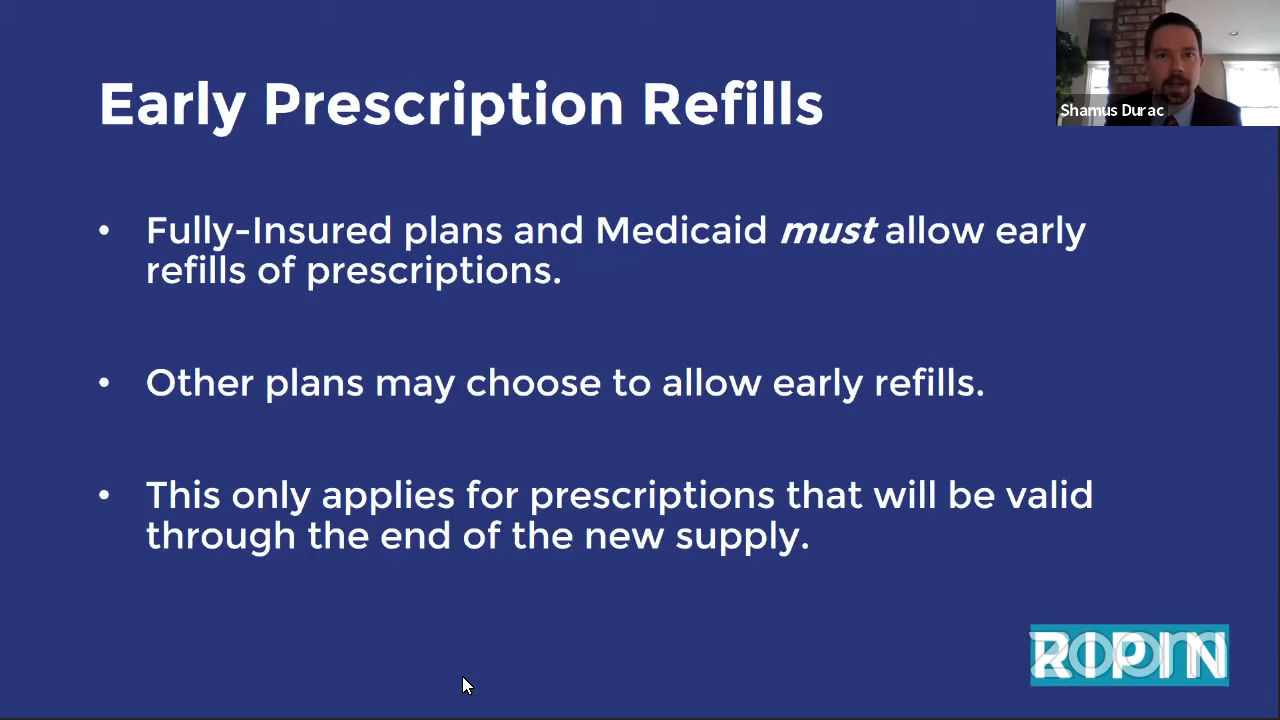 Early Prescription Refills
Shamus Durac
• Fully-Insured plans and Medicaid must allow early
refills of prescriptions.
• Other plans may choose to allow early refills.
• This only applies for prescriptions that will be valid
through the end of the new supply.
RIPIN
zoom